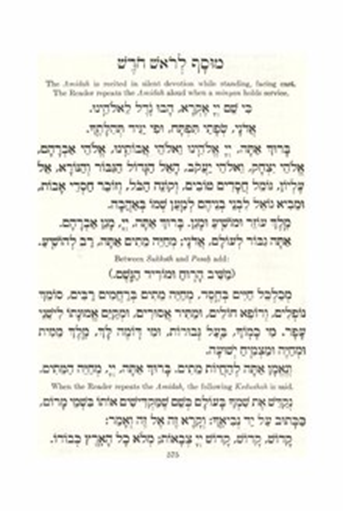 מוּסָף לְרֹאשׁ חֹדֶשׁ
The Amidah is recited in silent devotion while standing, facing east.
The Reader repeats the Amidah aloud when a minyan holds service.
כִּי שֵׁם יְיָ אֶקְרָא, הָבוּ גֹדֶל לֵאלֹהֵינוּ.
אֲדֹנָי, שְׂפָתַי תִּפְתָּח, וּפִי יַגִּיד תְּהִלָּתֶךָ.
בָּרוּךְ אַתָּה, יְיָ אֱלֹהֵינוּ וֵאלֹהֵי אֲבוֹתֵינוּ, אֱלֹהֵי אַבְרָהָם,
אֱלֹהֵי יִצְחָק, וֵאלֹהֵי יַעֲקֹב, הָאֵל הַגָּדוֹל הַגִּבּוֹר וְהַנּוֹרָא, אֵל
עֶלְיוֹן, גּוֹמֵל חֲסָדִים טוֹבִים, וְקוֹנֵה הַכֹּל, וְזוֹכֵר חַסְדֵי אָבוֹת,
וּמֵבִיא גוֹאֵל לִבְנֵי בְנֵיהֶם לְמַעַן שְׁמוֹ בְּאַהֲבָה.
מֶלֶךְ עוֹזֵר וּמוֹשִׁיעַ וּמָגֵן. בָּרוּךְ אַתָּה, יְיָ, מָגֵן אַבְרָהָם.
אַתָּה גִבּוֹר לְעוֹלָם, אֲדֹנָי; מְחַיֵּה מֵתִים אַתָּה, רַב לְהוֹשִׁיעַ.
Between Sukkoth and Pesaḥ add:
(מַשִּׁיב הָרוּחַ וּמוֹרִיד הַגֶּשֶׁם.)
מְכַלְכֵּל חַיִּים בְּחֶסֶד, מְחַיֵּה מֵתִים בְּרַחֲמִים רַבִּים, סוֹמֵךְ
נוֹפְלִים, וְרוֹפֵא חוֹלִים, וּמַתִּיר אֲסוּרִים, וּמְקַיֵּם אֱמוּנָתוֹ לִישֵׁנֵי
עָפָר. מִי כָמוֹךָ, בַּעַל גְּבוּרוֹת, וּמִי דּוֹמֶה לָּךְ, מֶלֶךְ מֵמִית
וּמְחַיֶּה וּמַצְמִיחַ יְשׁוּעָה.
וְנֶאֱמָן אַתָּה לְהַחֲיוֹת מֵתִים. בָּרוּךְ אַתָּה, יְיָ, מְחַיֵּה הַמֵּתִים.
When the Reader repeats the Amidah, the following Kedushah is said.
נְקַדֵּשׁ אֶת שִׁמְךָ בָּעוֹלָם כְּשֵׁם שֶׁמַּקְדִּישִׁים אוֹתוֹ בִּשְׁמֵי מָרוֹם,
כַּכָּתוּב עַל יַד נְבִיאֶךָ: וְקָרָא זֶה אֶל זֶה וְאָמַר:
קָדוֹשׁ, קָדוֹשׁ, קָדוֹשׁ יְיָ צְבָאוֹת; מְלֹא כָל הָאָרֶץ כְּבוֹדוֹ.
575